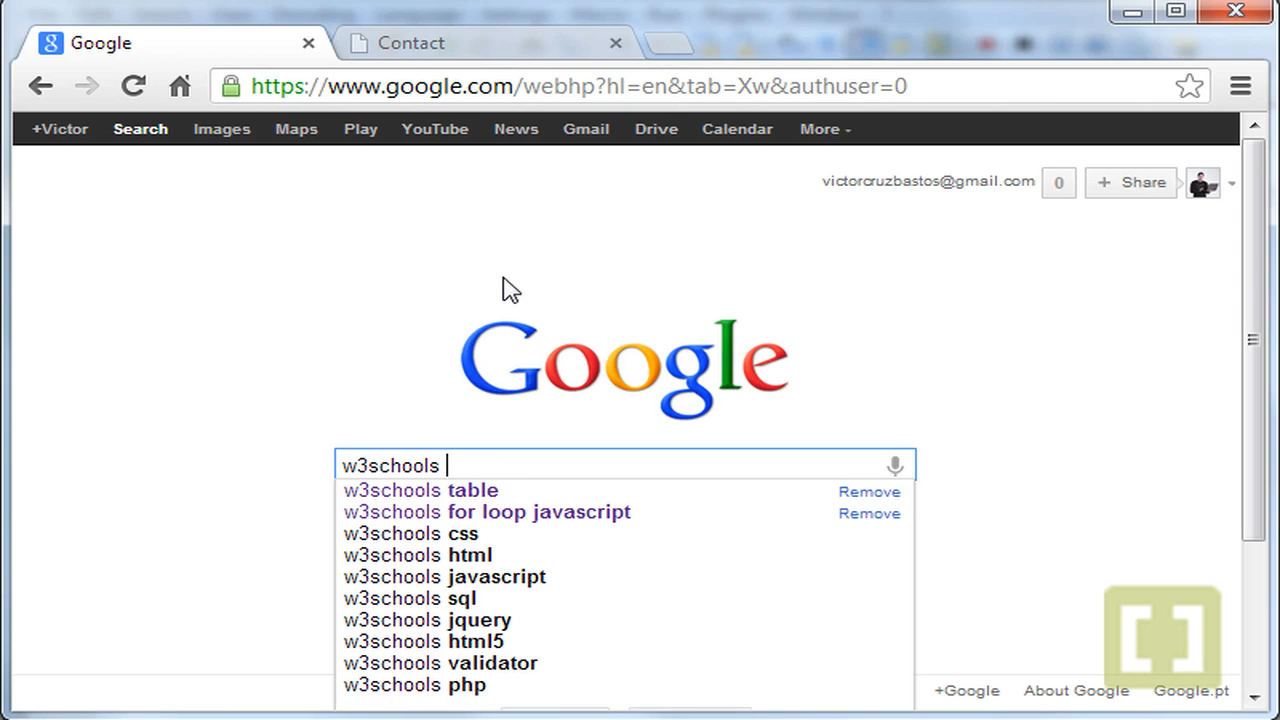 Google
Contact
https://www.google.com/webhp?hl=en&tab=Xw&authuser=0
+Victor Search Images Maps Play YouTube News Gmail Drive Calendar More
victorcruzbastos@gmail.com 0 + Share
Google
w3schools
w3schools table Remove
w3schools for loop javascript Remove
w3schools css
w3schools html
w3schools javascript
w3schools sql
w3schools jquery
w3schools html5
w3schools validator
w3schools php
+Google About Google Google.pt